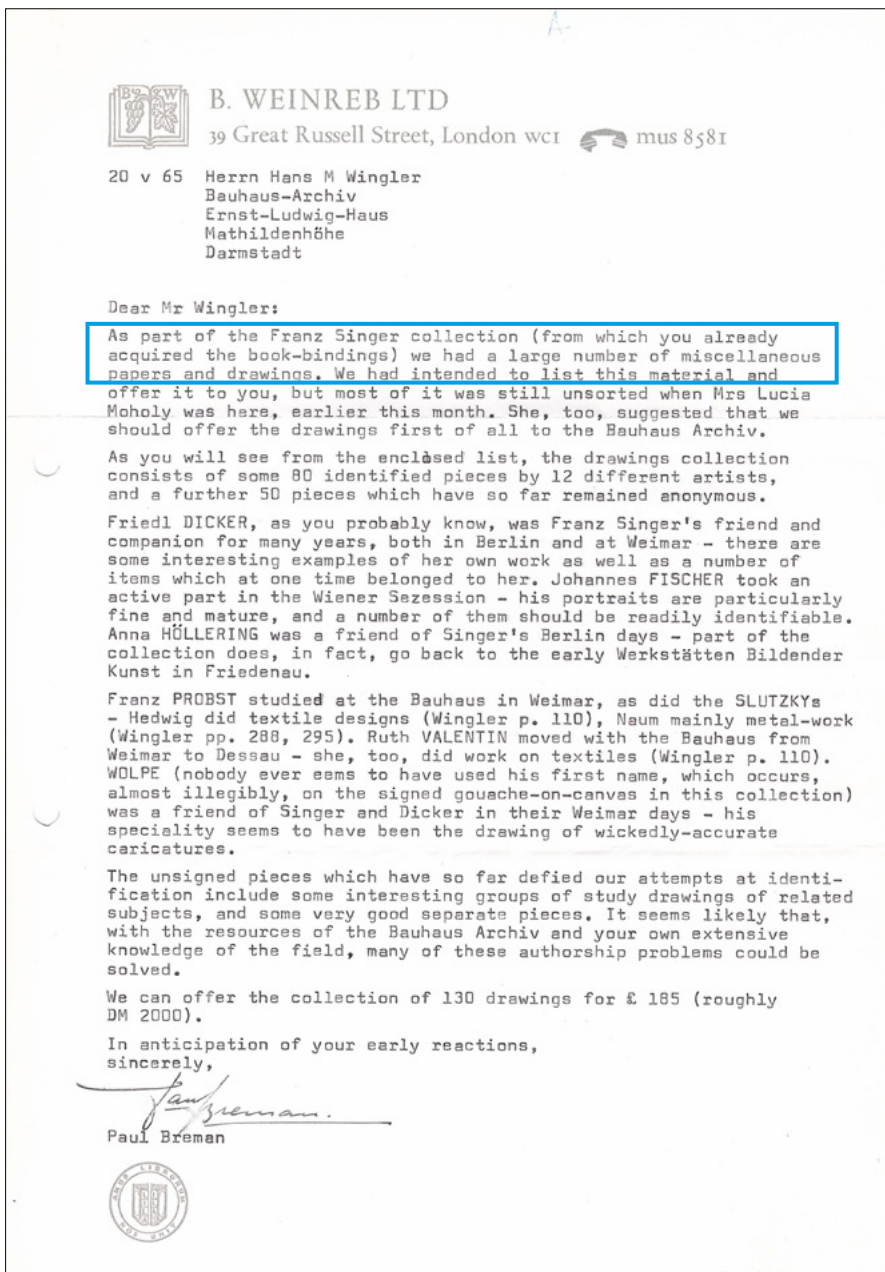 B W
B. WEINREB LTD
39 Great Russell Street, London WC1 mus 8581
20 v 65 Herrn Hans M Wingler
Bauhaus-Archiv
Ernst-Ludwig-Haus
Mathildenhöhe
Darmstadt
Dear Mr Wingler:
As part of the Franz Singer collection (from which you already
acquired the book-bindings) we had a large number of miscellaneous
papers and drawings. We had intended to list this material and
offer it to you, but most of it was still unsorted when Mrs Lucia
Moholy was here, earlier this month. She, too, suggested that we
should offer the drawings first of all to the Bauhaus Archiv.
As you will see from the enclosed list, the drawings collection
consists of some 80 identified pieces by 12 different artists,
and a further 50 pieces which have so far remained anonymous.
Friedl DICKER, as you probably know, was Franz Singer's friend and
companion for many years, both in Berlin and at Weimar - there are
some interesting examples of her own work as well as a number of
items which at one time belonged to her. Johannes FISCHER took an
active part in the Wiener Sezession - his portraits are particularly
fine and mature, and a number of them should be readily identifiable.
Anna HÖLLERING was a friend of Singer's Berlin days - part of the
collection does, in fact, go back to the early Werkstätten Bildender
Kunst in Friedenau.
Franz PROBST studied at the Bauhaus in Weimar, as did the SLUTZKYs
- Hedwig did textile designs (Wingler p. 110), Naum mainly metal-work
(Wingler pp. 288, 295). Ruth VALENTIN moved with the Bauhaus from
Weimar to Dessau - she, too, did work on textiles (Wingler p. 110).
WOLPE (nobody ever eems to have used his first name, which occurs,
almost illegibly, on the signed gouache-on-canvas in this collection)
was a friend of Singer and Dicker in their Weimar days - his
speciality seems to have been the drawing of wickedly-accurate
caricatures.
The unsigned pieces which have so far defied our attempts at identi-
fication include some interesting groups of study drawings of related
subjects, and some very good separate pieces. It seems likely that,
with the resources of the Bauhaus Archiv and your own extensive
knowledge of the field, many of these authorship problems could be
solved.
We can offer the collection of 130 drawings for £ 185 (roughly
DM 2000).
In anticipation of your early reactions,
sincerely,
Paul Breman.
Paul Breman
AMOR LIBRORUM
NOS UNIT